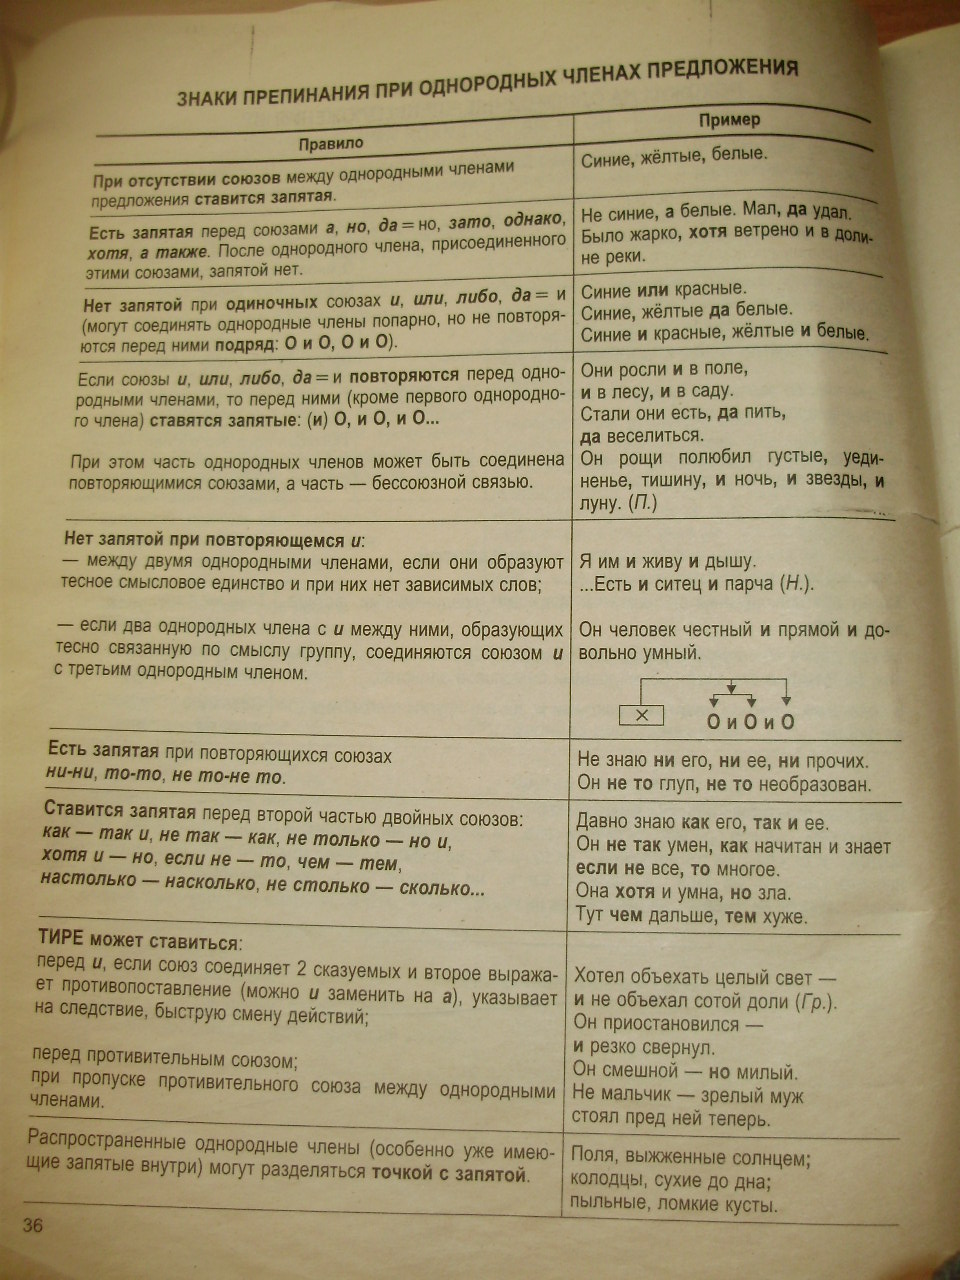 ЗНАКИ ПРЕПИНАНИЯ ПРИ ОДНОРОДНЫХ ЧЛЕНАХ ПРЕДЛОЖЕНИЯ
Правило
Пример
При отсутствии союзов между однородными членами
предложения ставится запятая.
Синие, жёлтые, белые.
Есть запятая перед союзами а, но, да = но, зато, однако,
хотя, а также. После однородного члена, присоединенного
этими союзами, запятой нет.
Не синие, а белые. Мал, да удал.
Было жарко, хотя ветрено и в доли-
не реки.
Нет запятой при одиночных союзах и, или, либо, да = и
(могут соединять однородные члены попарно, но не повторя-
ются перед ними подряд: О и О, О и О).
Синие или красные.
Синие, жёлтые да белые.
Синие и красные, жёлтые и белые.
Если союзы и, или, либо, да = и повторяются перед одно-
родными членами, то перед ними (кроме первого однородно-
го члена) ставятся запятые: (и) О, и О, и О...
При этом часть однородных членов может быть соединена
повторяющимися союзами, а часть — бессоюзной связью.
Они росли и в поле,
и в лесу, и в саду.
Стали они есть, да пить,
да веселиться.
Он рощи полюбил густые, уеди-
ненье, тишину, и ночь, и звезды, и
луну. (П.)
Нет запятой при повторяющемся и:
— между двумя однородными членами, если они образуют
тесное смысловое единство и при них нет зависимых слов;
— если два однородных члена с и между ними, образующих
тесно связанную по смыслу группу, соединяются союзом и
с третьим однородным членом.
Я им и живу и дышу.
...Есть и ситец и парча (Н.).
Он человек честный и прямой и до-
вольно умный.
X О и О и О
Есть запятая при повторяющихся союзах
ни-ни, то-то, не то-не то.
Не знаю ни его, ни ее, ни прочих.
Он не то глуп, не то необразован.
Ставится запятая перед второй частью двойных союзов:
как — так и, не так — как, не только — но и,
хотя и — но, если не — то, чем — тем,
настолько — насколько, не столько — сколько...
Давно знаю как его, так и ее.
Он не так умен, как начитан и знает
если не все, то многое.
Она хотя и умна, но зла.
Тут чем дальше, тем хуже.
ТИРЕ может ставиться:
перед и, если союз соединяет 2 сказуемых и второе выража-
ет противопоставление (можно и заменить на а), указывает
на следствие, быструю смену действий;
перед противительным союзом;
при пропуске противительного союза между однородными
членами.
Хотел объехать целый свет —
и не объехал сотой доли (Гр.).
Он приостановился —
и резко свернул.
Он смешной — но милый.
Не мальчик — зрелый муж
стоял пред ней теперь.
Распространенные однородные члены (особенно уже имею-
щие запятые внутри) могут разделяться точкой с запятой.
Поля, выжженные солнцем;
колодцы, сухие до дна;
пыльные, ломкие кусты.
36